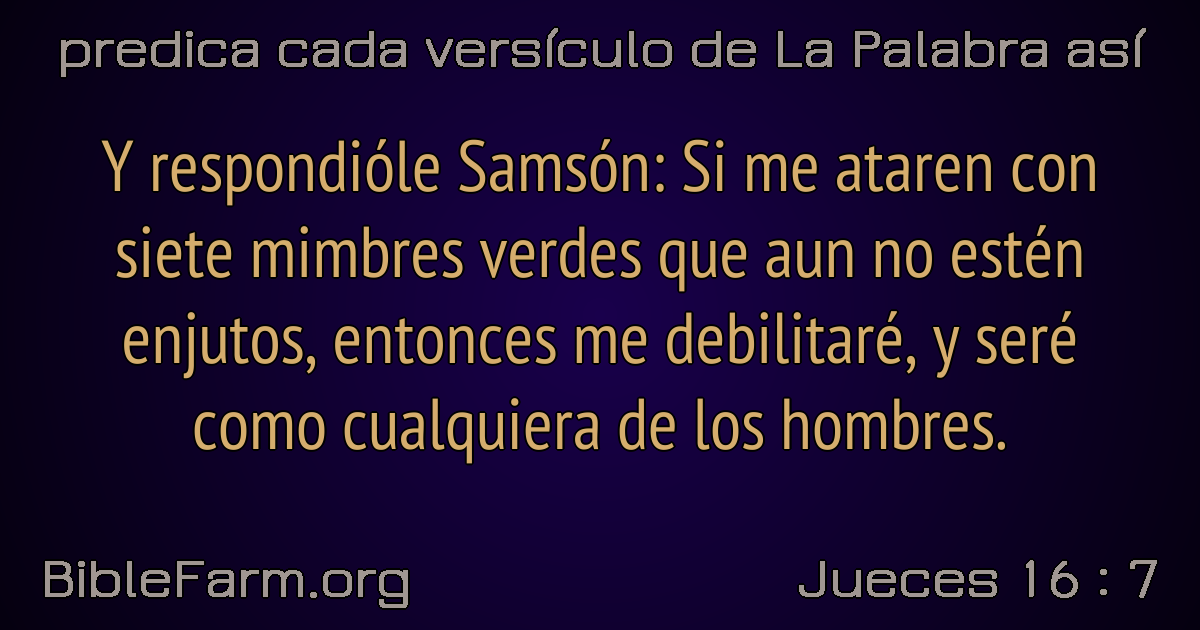 predica cada versículo de La Palabra así
Y respondióle Samsón: Si me ataren con
siete mimbres verdes que aun no estén
enjutos, entonces me debilitaré, y seré
como cualquiera de los hombres.
BibleFarm.org
Jueces 16 : 7